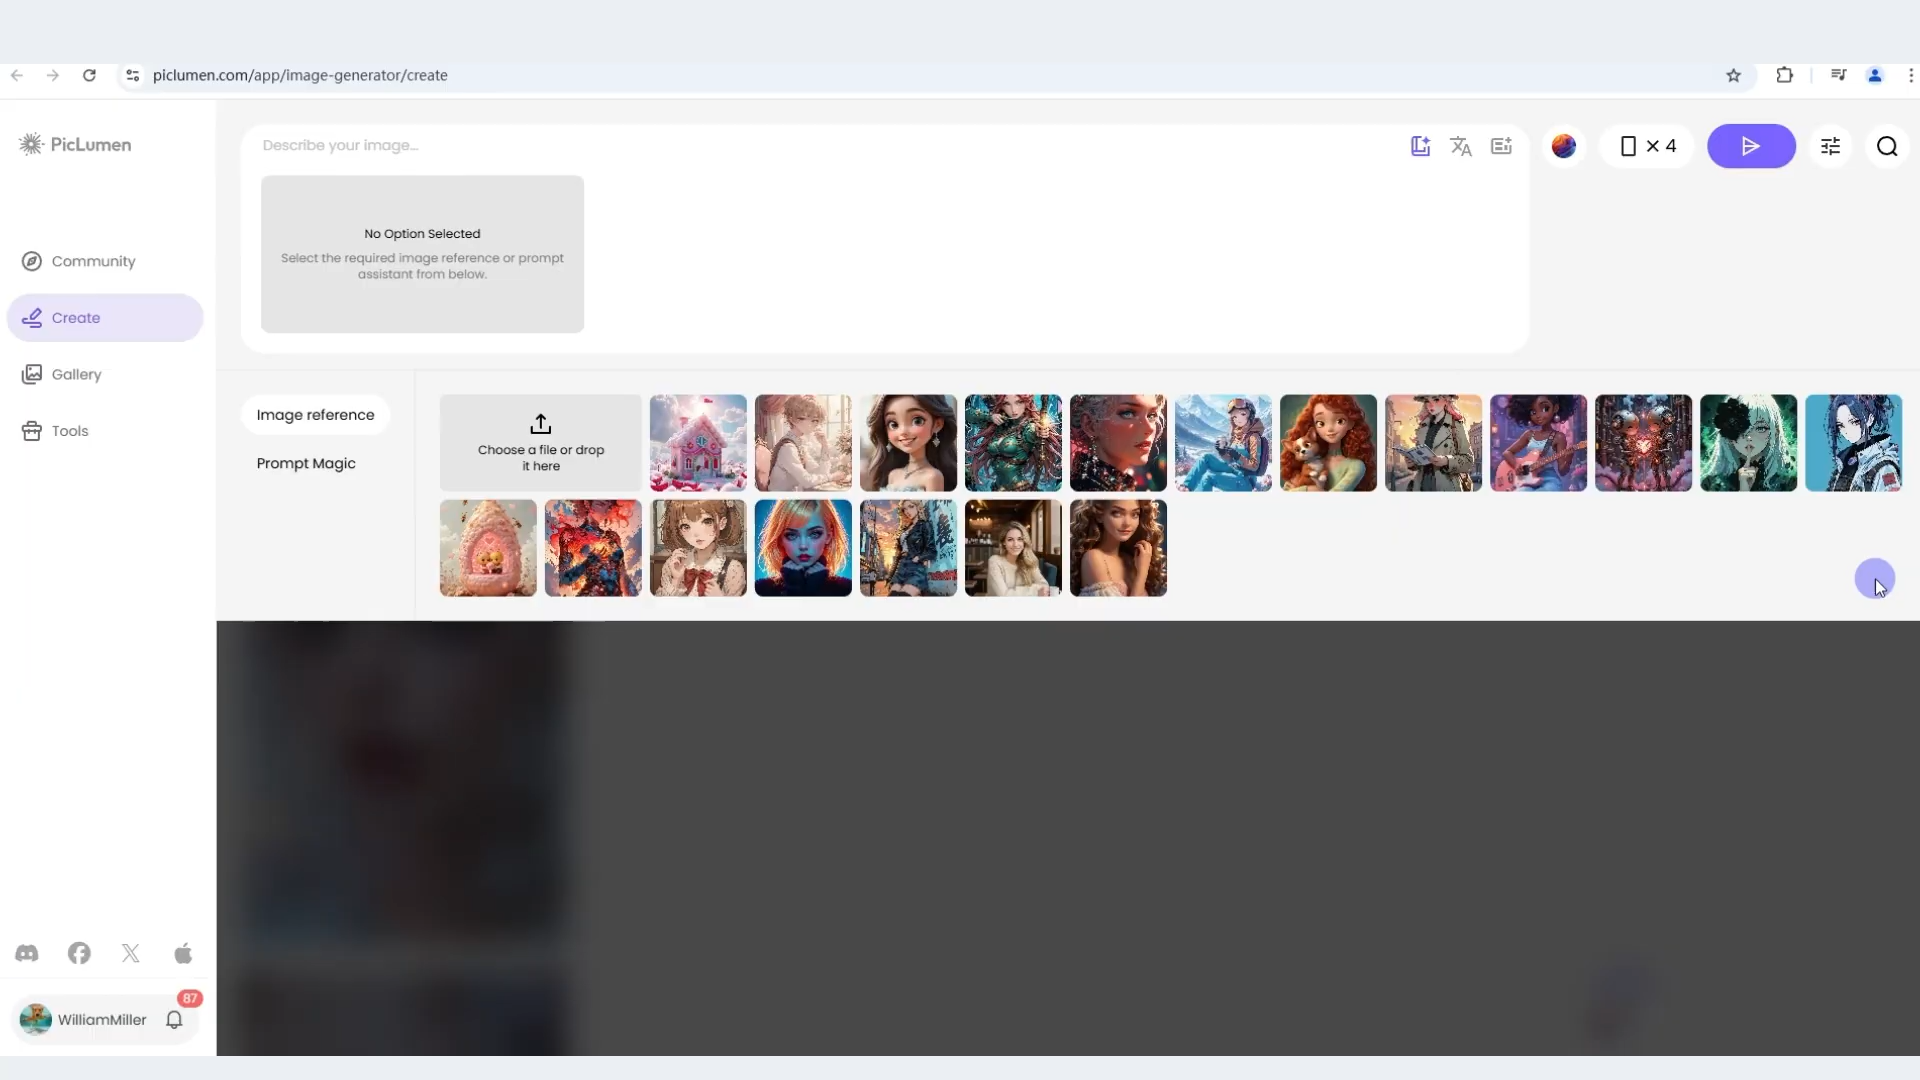 piclumen.com/app/image-generator/create
PicLumen
Describe your image...
× 4
No Option Selected
Select the required image reference or prompt
assistant from below.
Community
Create
Gallery
Tools
Image reference
Prompt Magic
Choose a file or drop
it here
87
WilliamMiller